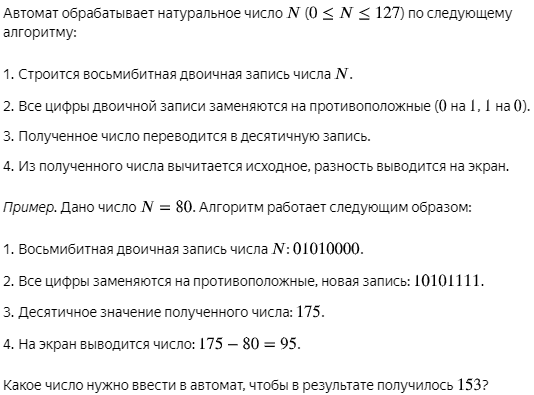 Автомат обрабатывает натуральное число N (0 ≤ N ≤ 127) по следующему
алгоритму:
1. Строится восьмибитная двоичная запись числа N.
2. Все цифры двоичной записи заменяются на противоположные (0 на 1, 1 на 0).
3. Полученное число переводится в десятичную запись.
4. Из полученного числа вычитается исходное, разность выводится на экран.
Пример. Дано число N = 80. Алгоритм работает следующим образом:
1. Восьмибитная двоичная запись числа N: 01010000.
2. Все цифры заменяются на противоположные, новая запись: 10101111.
3. Десятичное значение полученного числа: 175.
4. На экран выводится число: 175 − 80 = 95.
Какое число нужно ввести в автомат, чтобы в результате получилось 153?